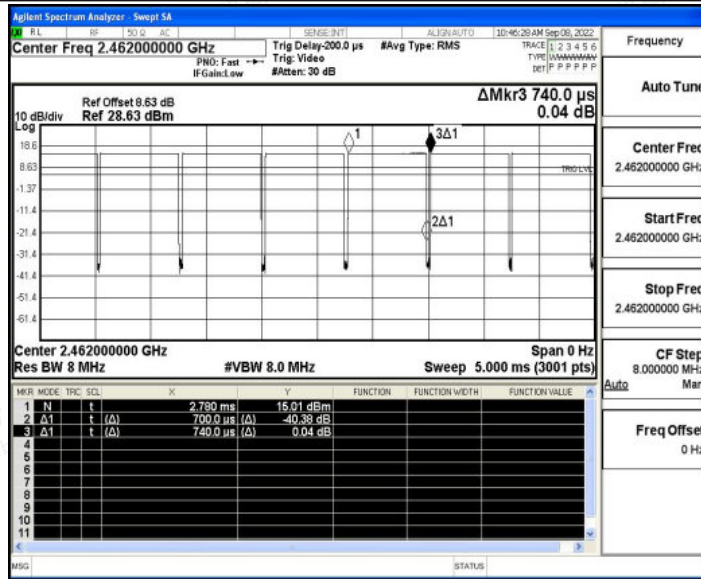 Agilent Spectrum Analyzer - Swept SA
RL RF 50 Ω AC SENSE:INT ALIGN AUTO 10:46:28 AM Sep 08, 2022
Center Freq 2.462000000 GHz
PNO: Fast
IFGain:Low
Trig Delay-200.0 µs
Trig: Video
#Atten: 30 dB
#Avg Type: RMS
TRACE 1 2 3 4 5 6
TYPE
DET P P P P P P
Frequency
ΔMkr3 740.0 µs
0.04 dB
Ref Offset 8.63 dB
10 dB/div Ref 28.63 dBm
Log
18.6
8.63
-1.37
-11.4
-21.4
-31.4
-41.4
-51.4
-61.4
1
3Δ1
2Δ1
TRIG LVL
Center 2.462000000 GHz Span 0 Hz
Res BW 8 MHz #VBW 8.0 MHz Sweep 5.000 ms (3001 pts)
MKR MODE TRC SCL X Y FUNCTION FUNCTION WIDTH FUNCTION VALUE
1 N t 2.780 ms 15.01 dBm
2 Δ1 t (Δ) 700.0 µs (Δ) -40.38 dB
3 Δ1 t (Δ) 740.0 µs (Δ) 0.04 dB
4
5
6
7
8
9
10
11
MSG STATUS
Auto Tune
Center Freq
2.462000000 GHz
Start Freq
2.462000000 GHz
Stop Freq
2.462000000 GHz
CF Step
8.000000 MHz
Auto Man
Freq Offset
0 Hz